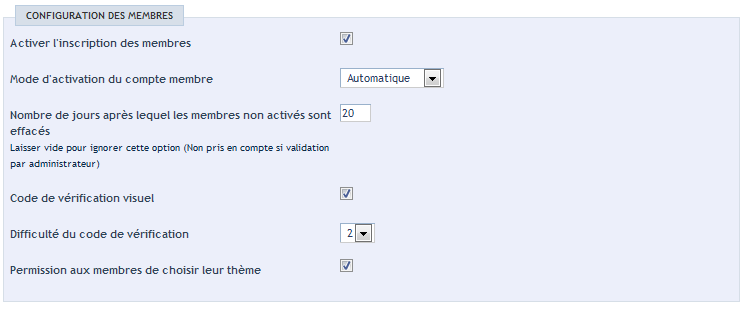 CONFIGURATION DES MEMBRES
Activer l'inscription des membres
Mode d'activation du compte membre
Automatique
Nombre de jours après lequel les membres non activés sont
effacés
20
Laisser vide pour ignorer cette option (Non pris en compte si validation
par administrateur)
Code de vérification visuel
Difficulté du code de vérification
2
Permission aux membres de choisir leur thème